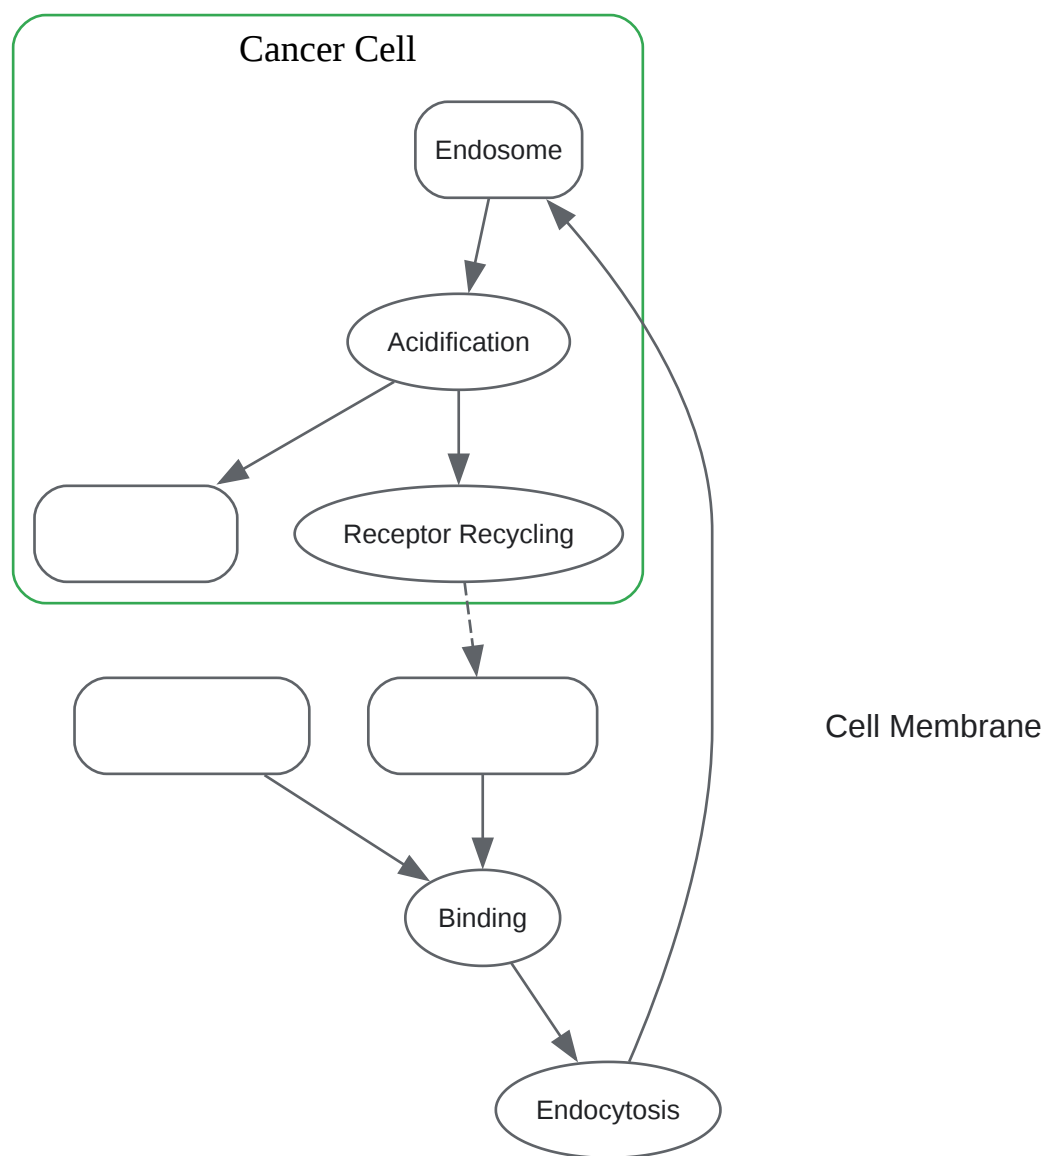 Cancer Cell
Endosome
Acidification
Receptor Recycling
Cell Membrane
Binding
Endocytosis